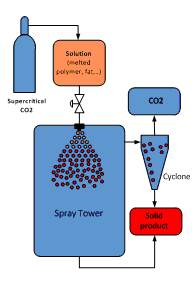 Solution
(melted
polymer, fat,..)
Supercritical
CO2
CO2
Cyclone
Spray Tower
Solid
product